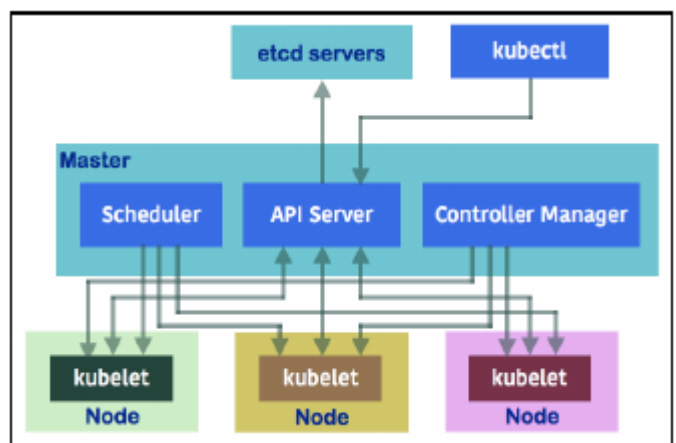 etcd servers
kubectl
Master
Scheduler
API Server
Controller Manager
kubelet
kubelet
kubelet
Node
Node
Node